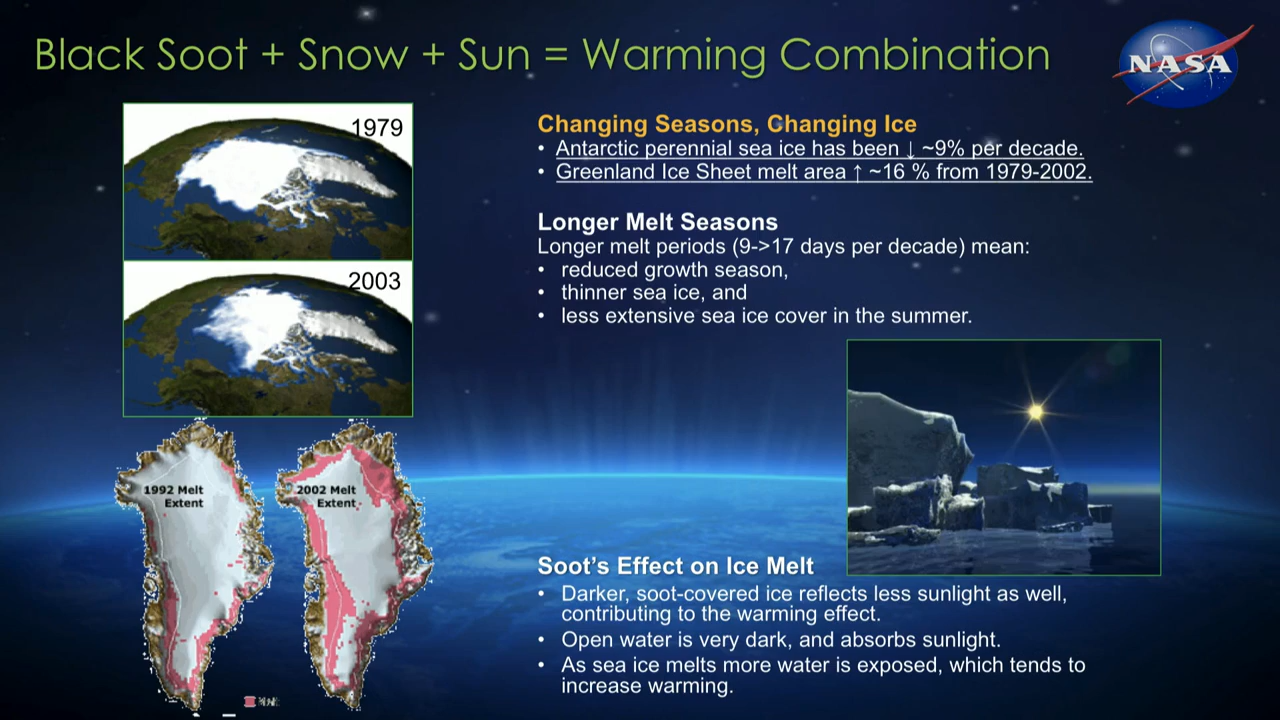 Black Soot + Snow + Sun = Warming Combination
NASA
1979
2003
1992 Melt
Extent
2002 Melt
Extent
Changing Seasons, Changing Ice
• Antarctic perennial sea ice has been ↓ ~9% per decade.
• Greenland Ice Sheet melt area ↑ ~16 % from 1979-2002.
Longer Melt Seasons
Longer melt periods (9->17 days per decade) mean:
• reduced growth season,
• thinner sea ice, and
• less extensive sea ice cover in the summer.
Soot's Effect on Ice Melt
• Darker, soot-covered ice reflects less sunlight as well,
contributing to the warming effect.
• Open water is very dark, and absorbs sunlight.
• As sea ice melts more water is exposed, which tends to
increase warming.